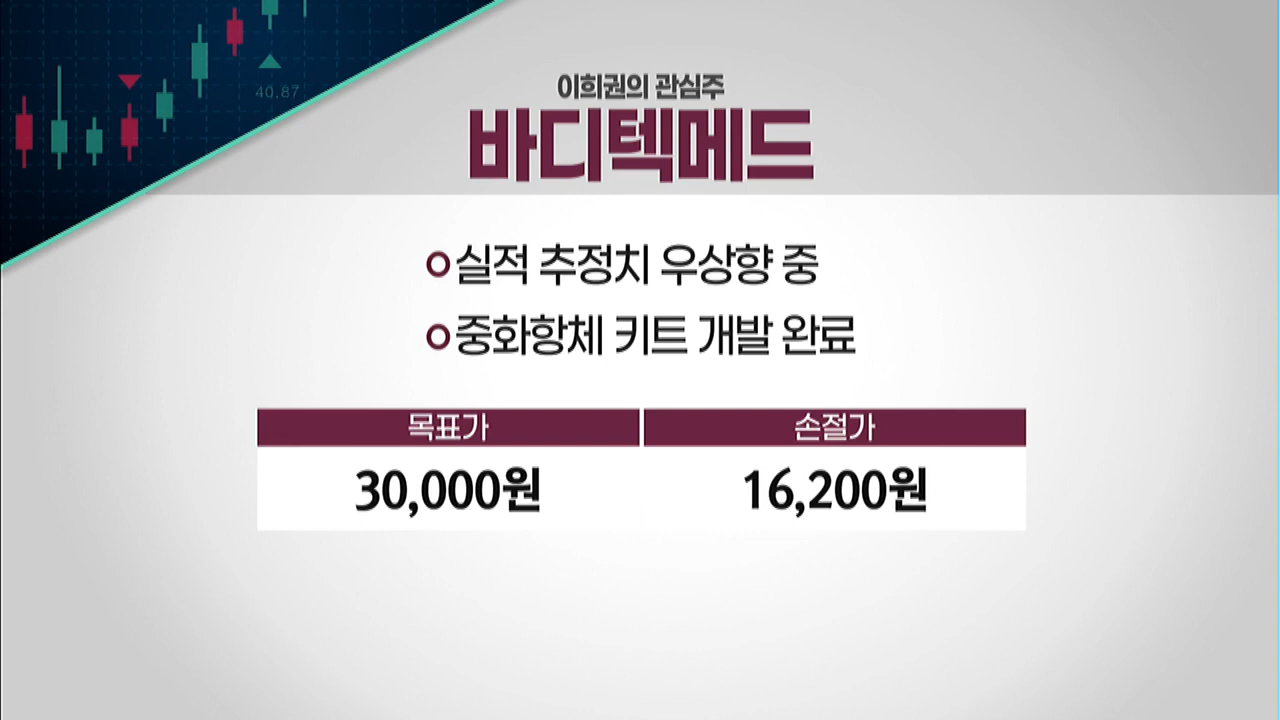 40.87
이희권의 관심주
바디텍메드
실적 추정치 우상향 중
중화항체 키트 개발 완료
목표가 손절가
30,000원 16,200원